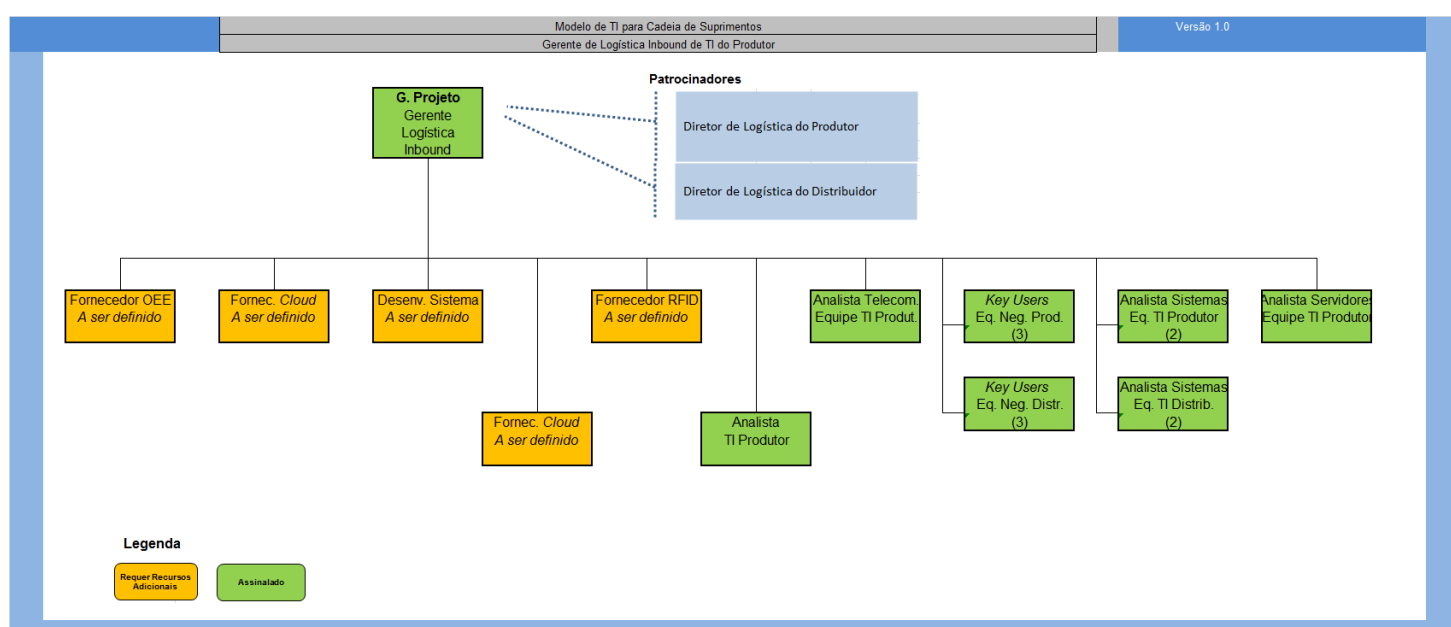 Modelo de TI para Cadeia de Suprimentos
Versão 1.0
Gerente de Logística Inbound de TI do Produtor
Patrocinadores
G. Projeto
Gerente
Logística
Inbound
Diretor de Logística do Produtor
Diretor de Logística do Distribuidor
Fornecedor OEE
A ser definido
Fornec. Cloud
A ser definido
Desenv. Sistema
A ser definido
Fornecedor RFID
A ser definido
Analista Telecom.
Equipe TI Produt.
Key Users
Eq. Neg. Prod.
(3)
Analista Sistemas
Eq. TI Produtor
(2)
Analista Servidores
Equipe TI Produtor
Fornec. Cloud
A ser definido
Analista
TI Produtor
Key Users
Eq. Neg. Distr.
(3)
Analista Sistemas
Eq. TI Distrib.
(2)
Legenda
Requer Recursos
Adicionais
Assinalado